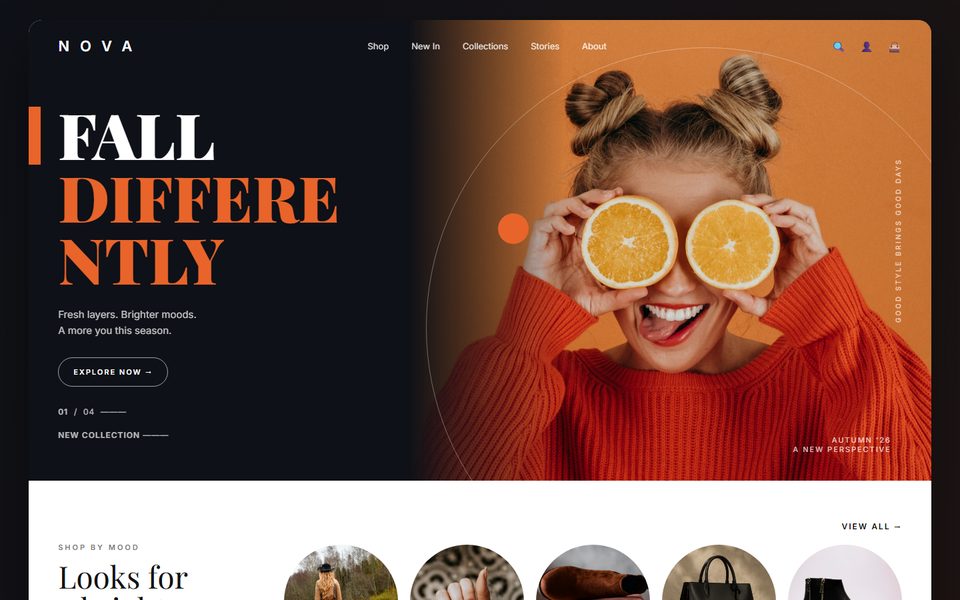 NOVA
Shop New In Collections Stories About
FALL
DIFFERE
NTLY
Fresh layers. Brighter moods.
A more you this season.
EXPLORE NOW →
01 / 04 ———
NEW COLLECTION ———
GOOD STYLE BRINGS GOOD DAYS
AUTUMN '26
A NEW PERSPECTIVE
VIEW ALL →
SHOP BY MOOD
Looks for